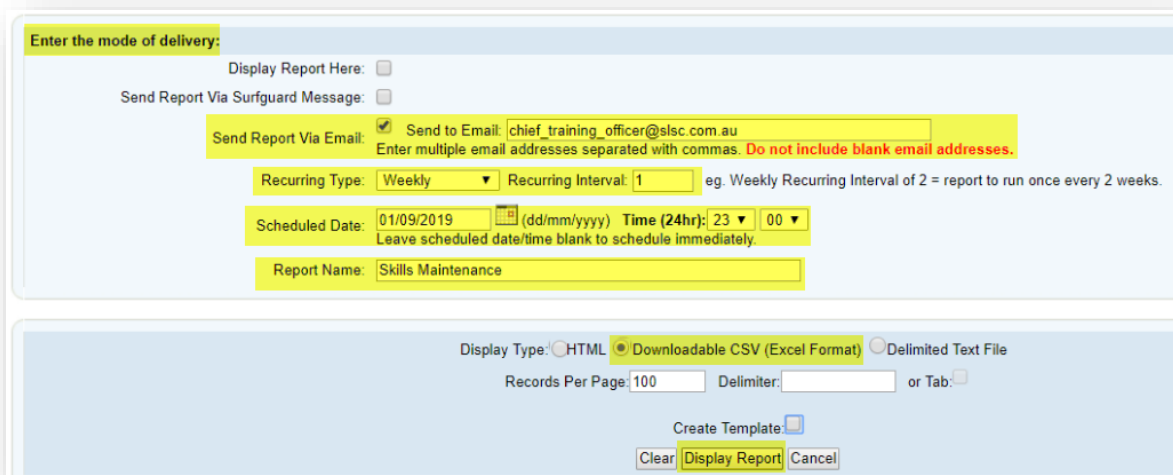 Enter the mode of delivery:
Display Report Here:
Send Report Via Surfguard Message:
Send Report Via Email: Send to Email: chief_training_officer@slsc.com.au
Enter multiple email addresses separated with commas. Do not include blank email addresses.
Recurring Type: Weekly Recurring Interval: 1 eg. Weekly Recurring Interval of 2 = report to run once every 2 weeks.
Scheduled Date: 01/09/2019 (dd/mm/yyyy) Time (24hr): 23 00
Leave scheduled date/time blank to schedule immediately.
Report Name: Skills Maintenance
Display Type: HTML Downloadable CSV (Excel Format) Delimited Text File
Records Per Page: 100 Delimiter: or Tab:
Create Template:
Clear Display Report Cancel